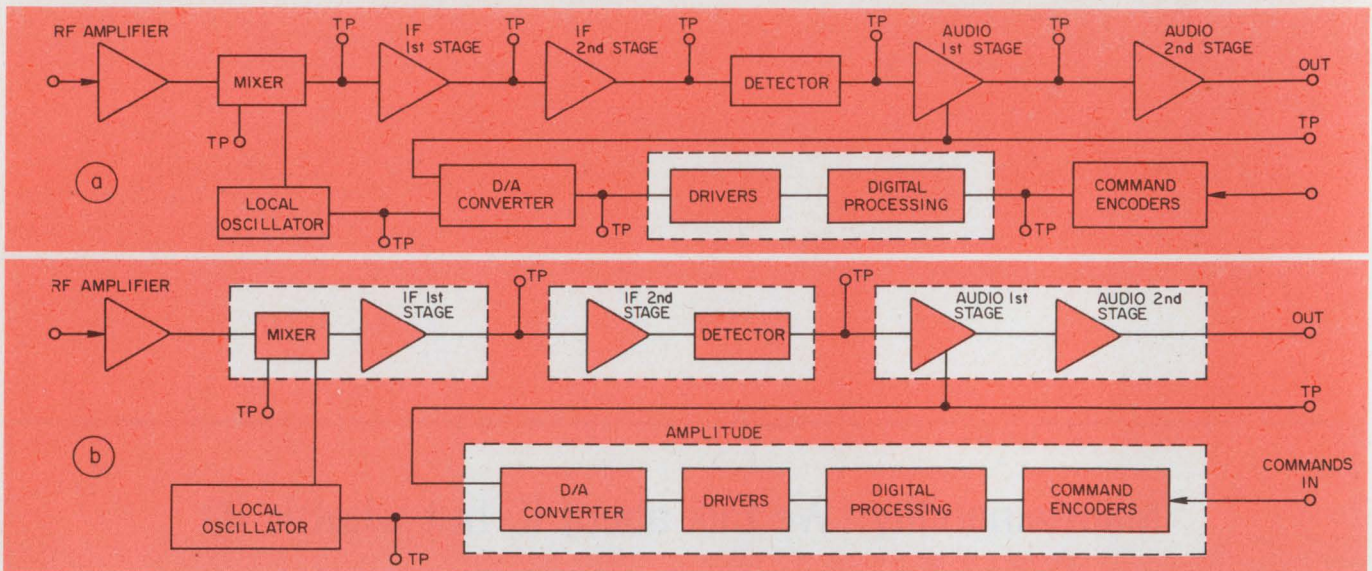 RF AMPLIFIER
MIXER
TP
TP
IF
1st STAGE
TP
IF
2nd STAGE
TP
DETECTOR
TP
AUDIO
1st STAGE
TP
AUDIO
2nd STAGE
OUT
TP
a
LOCAL
OSCILLATOR
TP
D/A
CONVERTER
TP
DRIVERS
DIGITAL
PROCESSING
TP
COMMAND
ENCODERS
RF AMPLIFIER
MIXER
TP
IF 1st
STAGE
TP
IF 2nd
STAGE
DETECTOR
TP
AUDIO 1st
STAGE
AUDIO 2nd
STAGE
OUT
TP
b
AMPLITUDE
LOCAL
OSCILLATOR
TP
D/A
CONVERTER
DRIVERS
DIGITAL
PROCESSING
COMMAND
ENCODERS
COMMANDS
IN